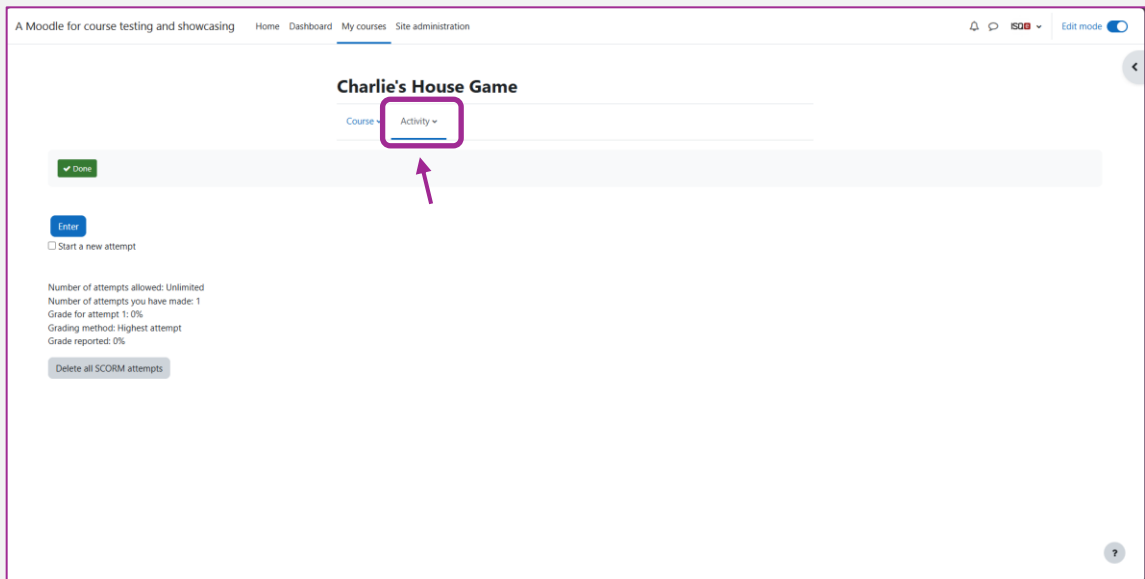 A Moodle for course testing and showcasing Home Dashboard My courses Site administration Edit mode
Charlie's House Game
Course Activity
Done
Enter
Start a new attempt
Number of attempts allowed: Unlimited
Number of attempts you have made: 1
Grade for attempt 1: 0%
Grading method: Highest attempt
Grade reported: 0%
Delete all SCORM attempts
?